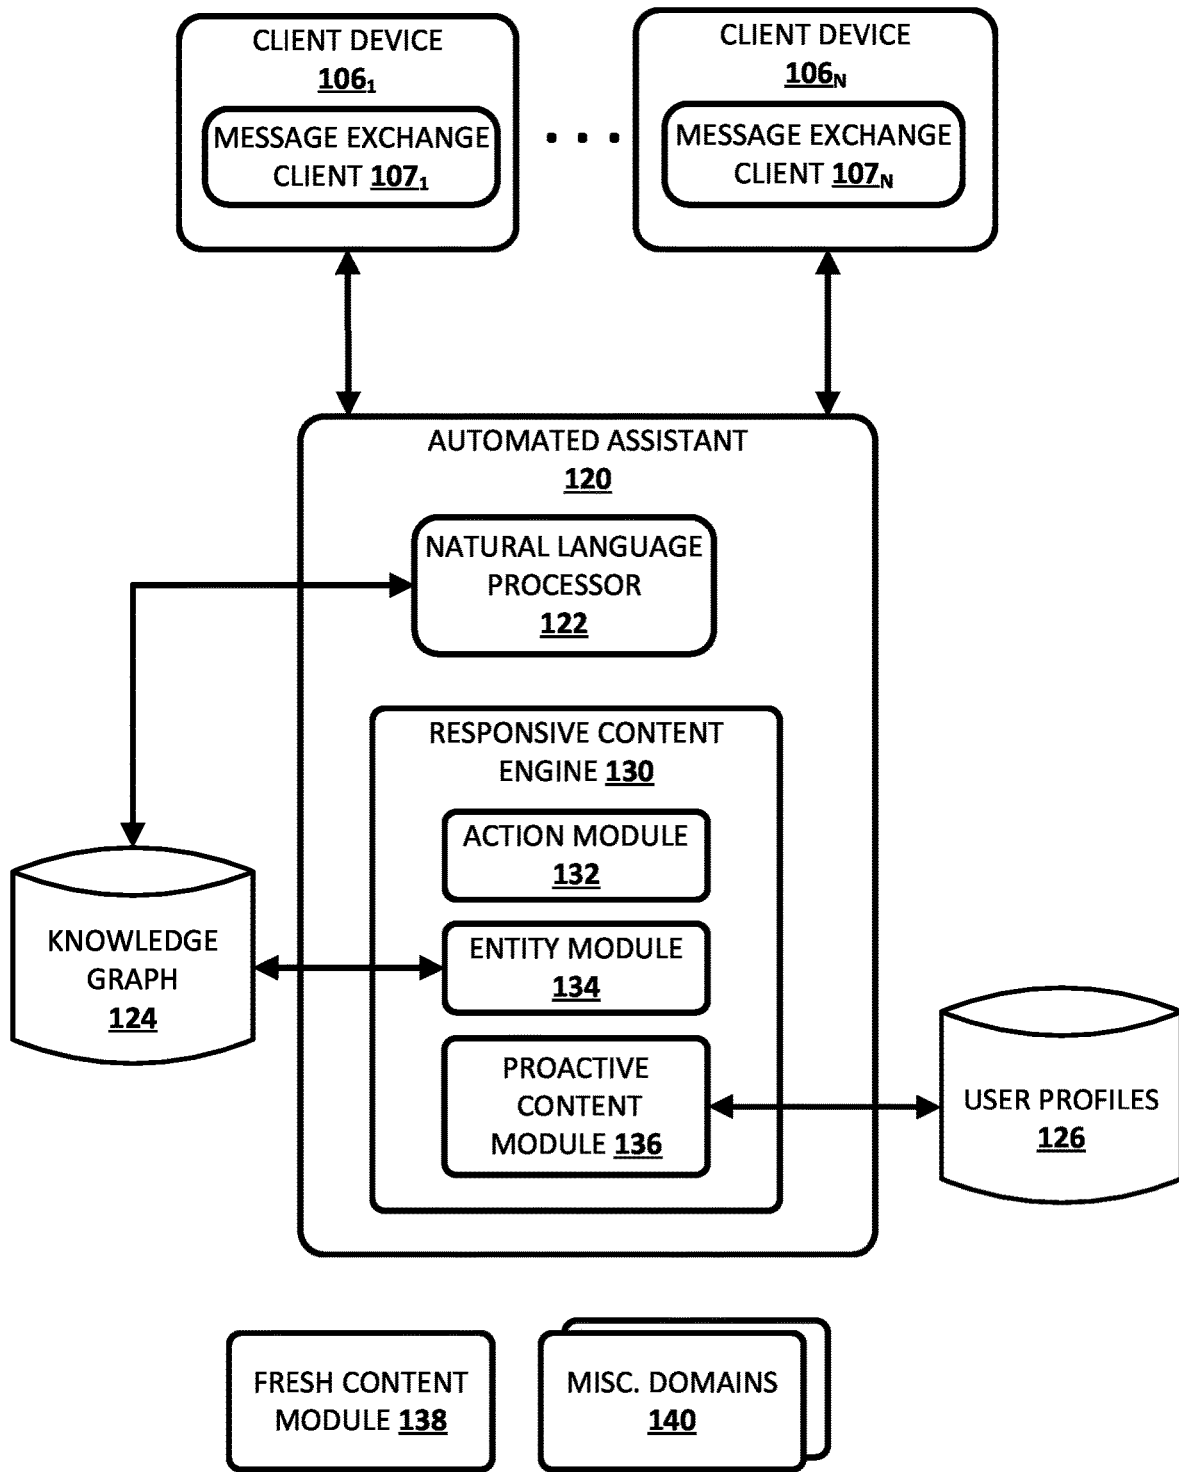 CLIENT DEVICE
106₁
MESSAGE EXCHANGE
CLIENT 107₁
. . .
CLIENT DEVICE
106ₙ
MESSAGE EXCHANGE
CLIENT 107ₙ
AUTOMATED ASSISTANT
120
NATURAL LANGUAGE
PROCESSOR
122
RESPONSIVE CONTENT
ENGINE 130
ACTION MODULE
132
ENTITY MODULE
134
PROACTIVE
CONTENT
MODULE 136
KNOWLEDGE
GRAPH
124
USER PROFILES
126
FRESH CONTENT
MODULE 138
MISC. DOMAINS
140